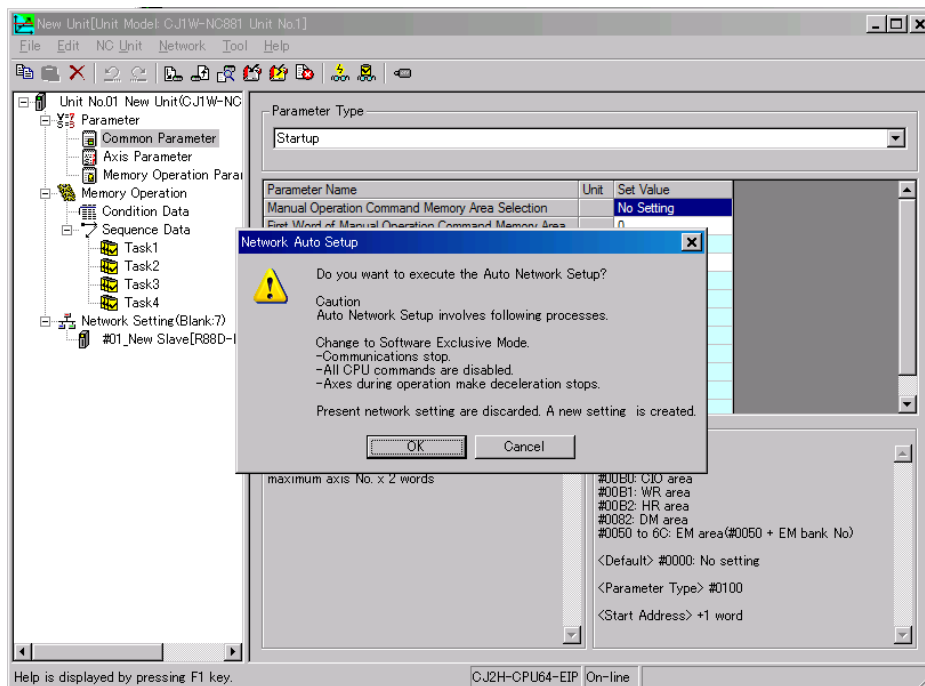 New Unit[Unit Model: CJ1W-NC881 Unit No.1]
File Edit NC Unit Network Tool Help
Unit No.01 New Unit(CJ1W-NC
Parameter
Common Parameter
Axis Parameter
Memory Operation Para
Memory Operation
Condition Data
Sequence Data
Task1
Task2
Task3
Task4
Network Setting(Blank:7)
#01_New Slave[R88D-
Parameter Type
Startup
Parameter Name Unit Set Value
Manual Operation Command Memory Area Selection No Setting
First Word of Manual Operation Command Memory Area 0
Network Auto Setup
Do you want to execute the Auto Network Setup?
Caution
Auto Network Setup involves following processes.
Change to Software Exclusive Mode.
-Communications stop.
-All CPU commands are disabled.
-Axes during operation make deceleration stops.
Present network setting are discarded. A new setting is created.
OK Cancel
maximum axis No. x 2 words
#00B0: CIO area
#00B1: WR area
#00B2: HR area
#0082: DM area
#0050 to 6C: EM area(#0050 + EM bank No)
<Default> #0000: No setting
<Parameter Type> #0100
<Start Address> +1 word
Help is displayed by pressing F1 key.
CJ2H-CPU64-EIP On-line